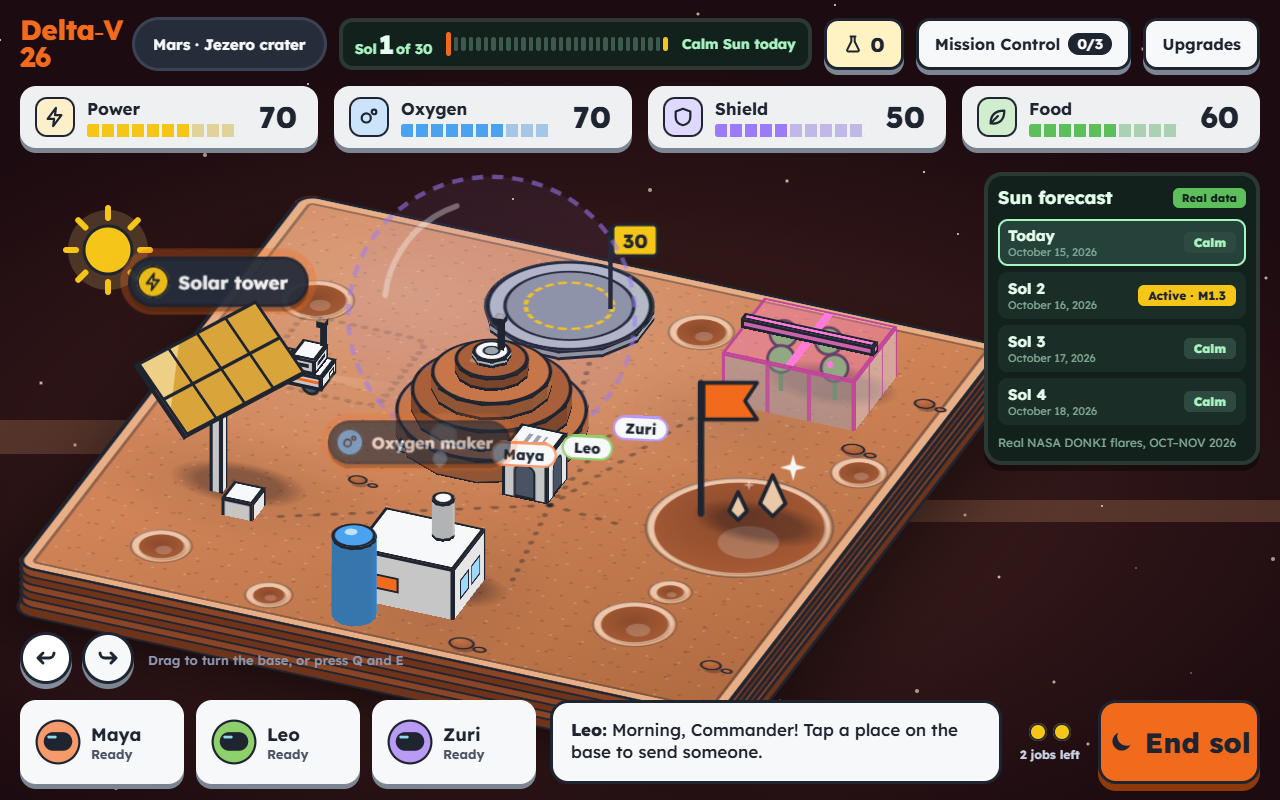 Delta-V
26
Mars · Jezero crater
Sol 1 of 30
Calm Sun today
0
Mission Control 0/3
Upgrades
Power 70
Oxygen 70
Shield 50
Food 60
Sun forecast
Real data
Today
October 15, 2026
Calm
Sol 2
October 16, 2026
Active · M1.3
Sol 3
October 17, 2026
Calm
Sol 4
October 18, 2026
Calm
Real NASA DONKI flares, OCT–NOV 2026
30
Solar tower
Oxygen maker
Maya
Leo
Zuri
Drag to turn the base, or press Q and E
Maya
Ready
Leo
Ready
Zuri
Ready
Leo: Morning, Commander! Tap a place on the
base to send someone.
2 jobs left
End sol